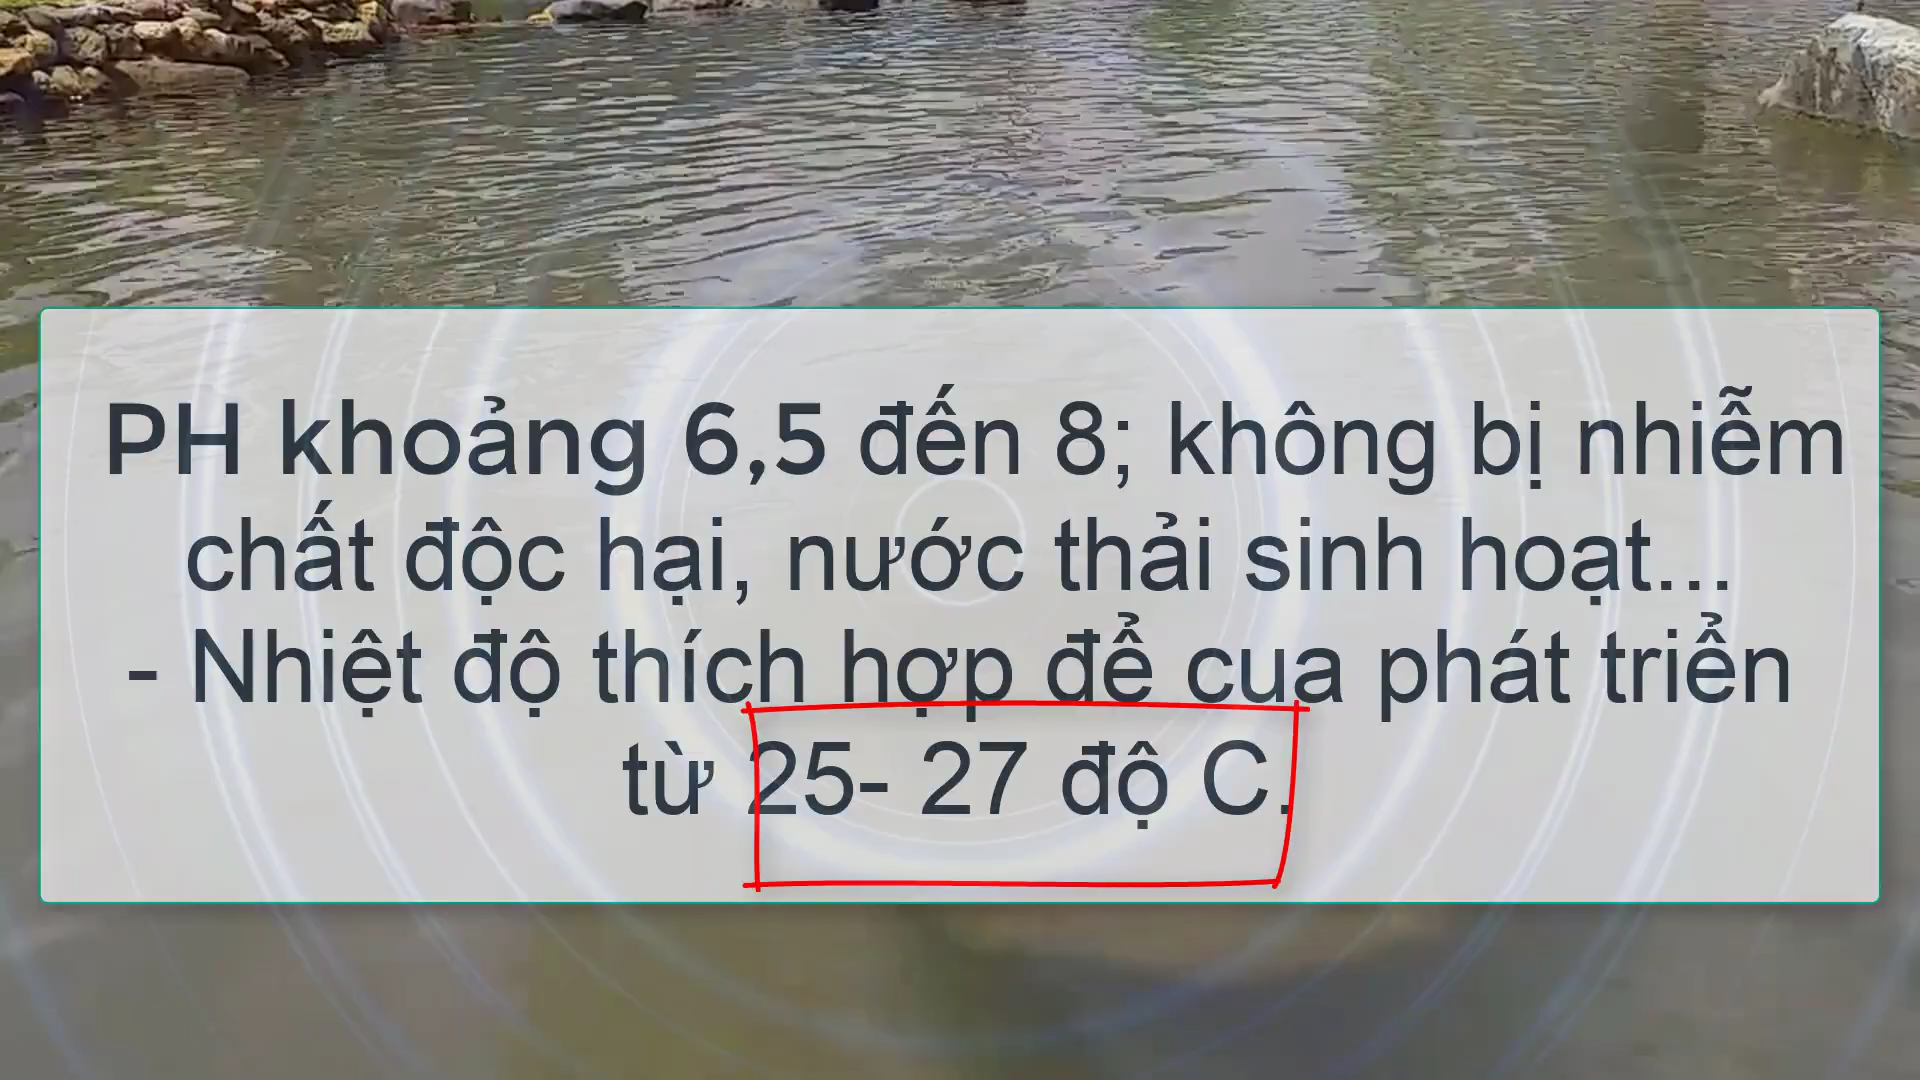 PH khoảng 6,5 đến 8; không bị nhiễm
chất độc hại, nước thải sinh hoạt...
- Nhiệt độ thích hợp để cua phát triển
từ 25- 27 độ C.